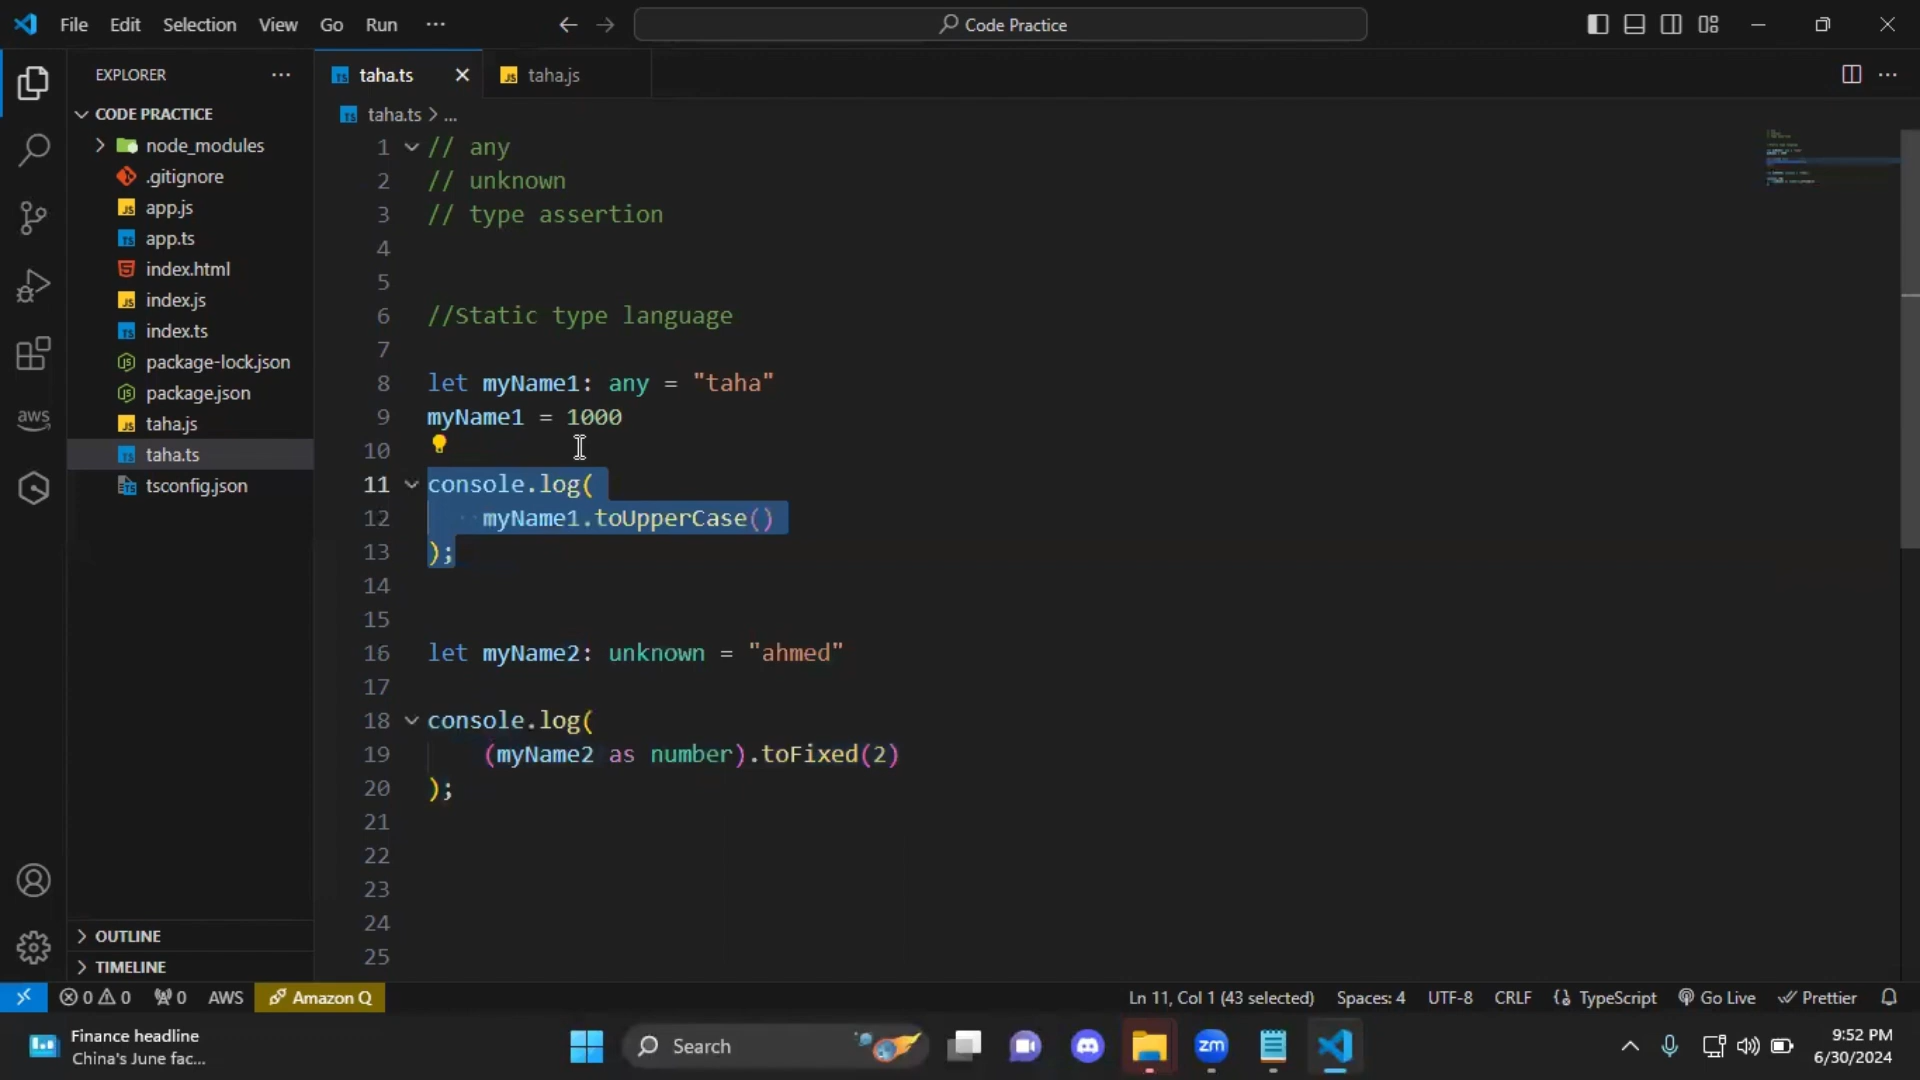 File Edit Selection View Go Run ··· Code Practice
EXPLORER ···
CODE PRACTICE
node_modules
.gitignore
app.js
app.ts
index.html
index.js
index.ts
package-lock.json
package.json
taha.js
taha.ts
tsconfig.json
OUTLINE
TIMELINE
aws
TS taha.ts JS taha.js
TS taha.ts > ...
1 // any
2 // unknown
3 // type assertion
4
5
6 //Static type language
7
8 let myName1: any = "taha"
9 myName1 = 1000
10
11 console.log(
12 myName1.toUpperCase()
13 );
14
15
16 let myName2: unknown = "ahmed"
17
18 console.log(
19 (myName2 as number).toFixed(2)
20 );
21
22
23
24
25
0 0 0 AWS Amazon Q Ln 11, Col 1 (43 selected) Spaces: 4 UTF-8 CRLF {} TypeScript Go Live Prettier
Finance headline
China's June fac...
Search
zm
9:52 PM
6/30/2024